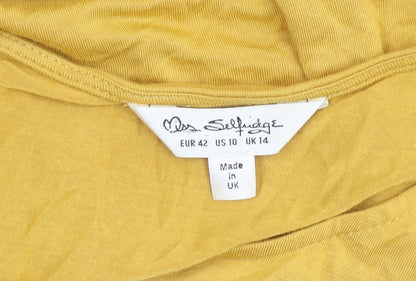 Miss Selfridge
EUR 42 US 10 UK 14
Made
in
UK